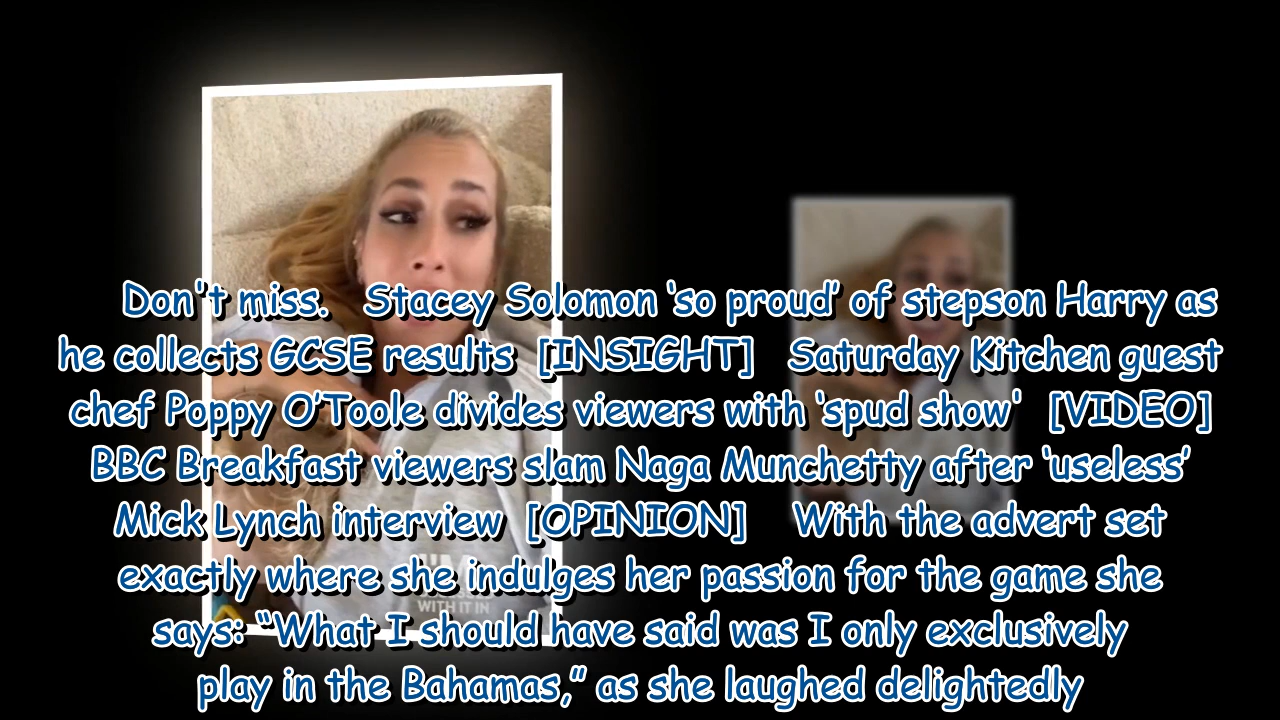 Don't miss. Stacey Solomon ‘so proud’ of stepson Harry as
he collects GCSE results [INSIGHT] Saturday Kitchen guest
chef Poppy O’Toole divides viewers with ‘spud show' [VIDEO]
BBC Breakfast viewers slam Naga Munchetty after ‘useless’
Mick Lynch interview [OPINION] With the advert set
exactly where she indulges her passion for the game she
says: “What I should have said was I only exclusively
play in the Bahamas,” as she laughed delightedly
WITH IT IN